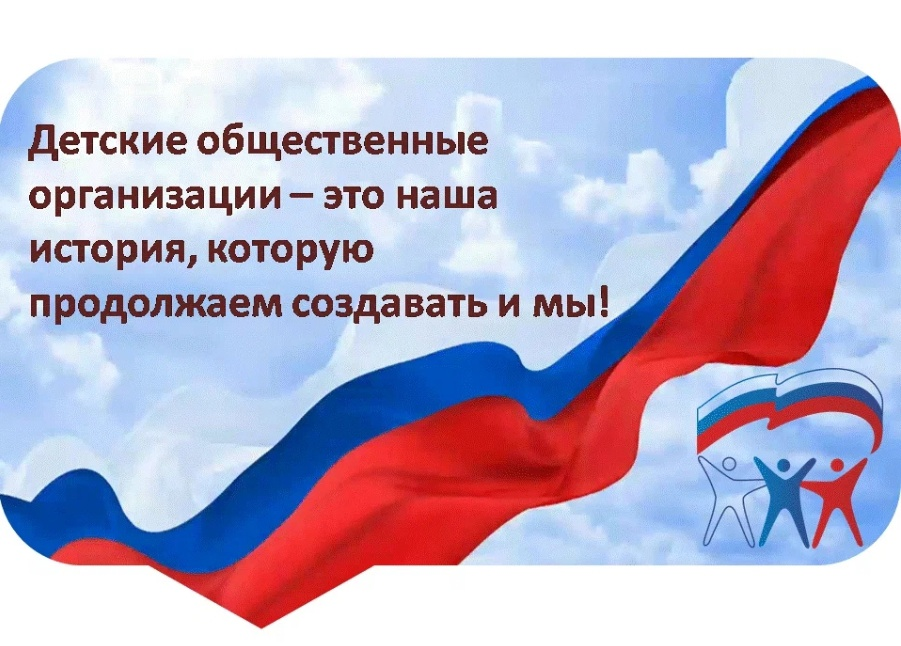 Детские общественные
организации – это наша
история, которую
продолжаем создавать и мы!